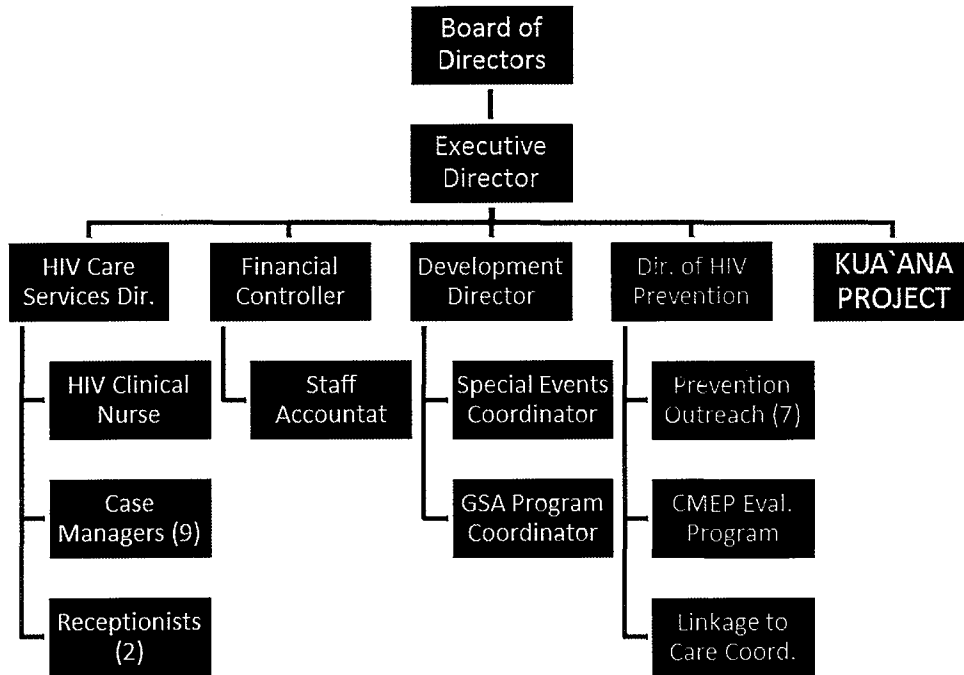 Board of
Directors
Executive
Director
HIV Care
Services Dir.
Financial
Controller
Development
Director
Dir. of HIV
Prevention
KUA`ANA
PROJECT
HIV Clinical
Nurse
Case
Managers (9)
Receptionists
(2)
Staff
Accountat
Special Events
Coordinator
GSA Program
Coordinator
Prevention
Outreach (7)
CMEP Eval.
Program
Linkage to
Care Coord.